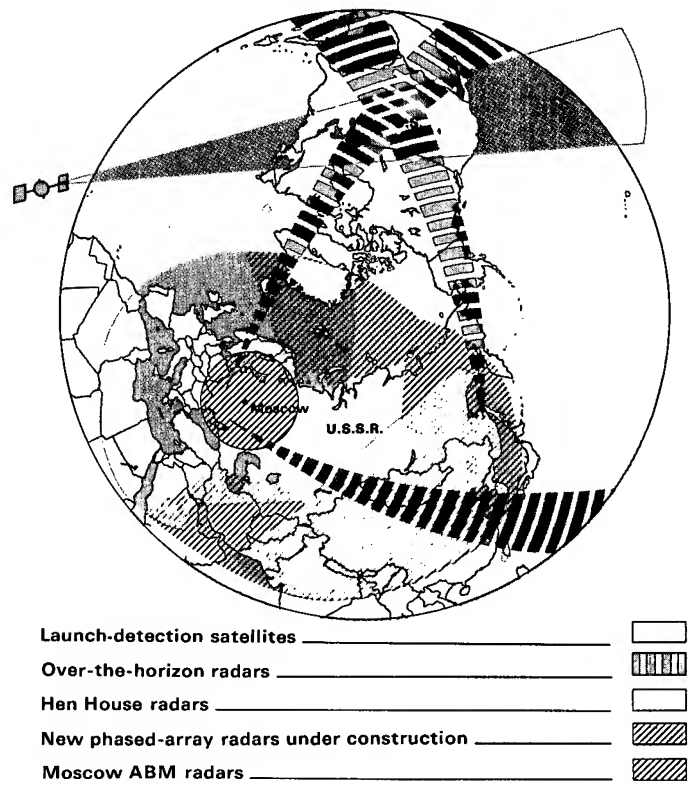 Moscow
U.S.S.R.
Launch-detection satellites
Over-the-horizon radars
Hen House radars
New phased-array radars under construction
Moscow ABM radars